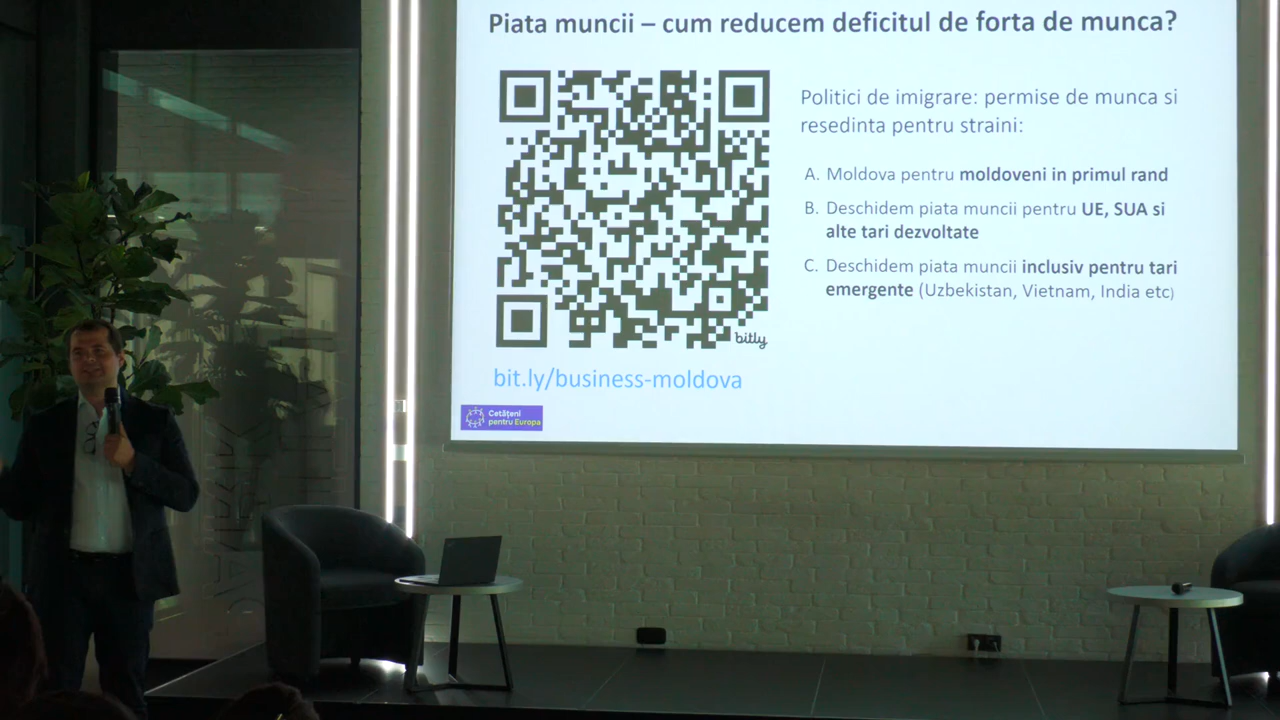 Piata muncii – cum reducem deficitul de forta de munca?
Politici de imigrare: permise de munca si
resedinta pentru straini:
A. Moldova pentru moldoveni in primul rand
B. Deschidem piata muncii pentru UE, SUA si
alte tari dezvoltate
C. Deschidem piata muncii inclusiv pentru tari
emergente (Uzbekistan, Vietnam, India etc)
bitly
bit.ly/business-moldova
Cetățeni
pentru Europa